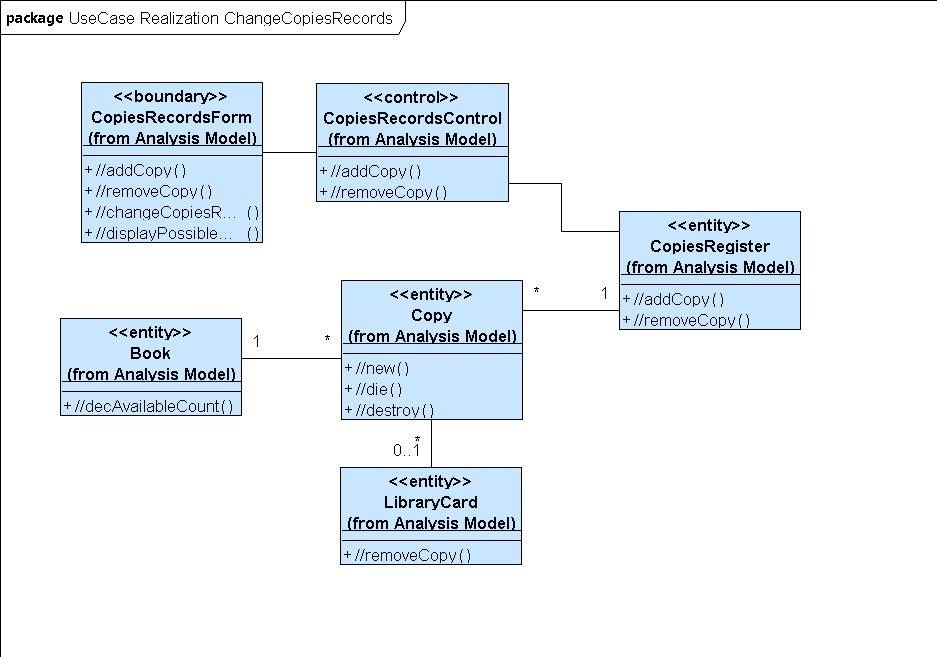 package UseCase Realization ChangeCopiesRecords
<<boundary>>
CopiesRecordsForm
(from Analysis Model)
+ //addCopy()
+ //removeCopy()
+ //changeCopiesR... ()
+ //displayPossible... ()
<<control>>
CopiesRecordsControl
(from Analysis Model)
+ //addCopy()
+ //removeCopy()
<<entity>>
CopiesRegister
(from Analysis Model)
+ //addCopy()
+ //removeCopy()
* 1
<<entity>>
Copy
(from Analysis Model)
+ //new()
+ //die()
+ //destroy()
<<entity>>
Book
(from Analysis Model)
+ //decAvailableCount()
1 *
*
0..1
<<entity>>
LibraryCard
(from Analysis Model)
+ //removeCopy()